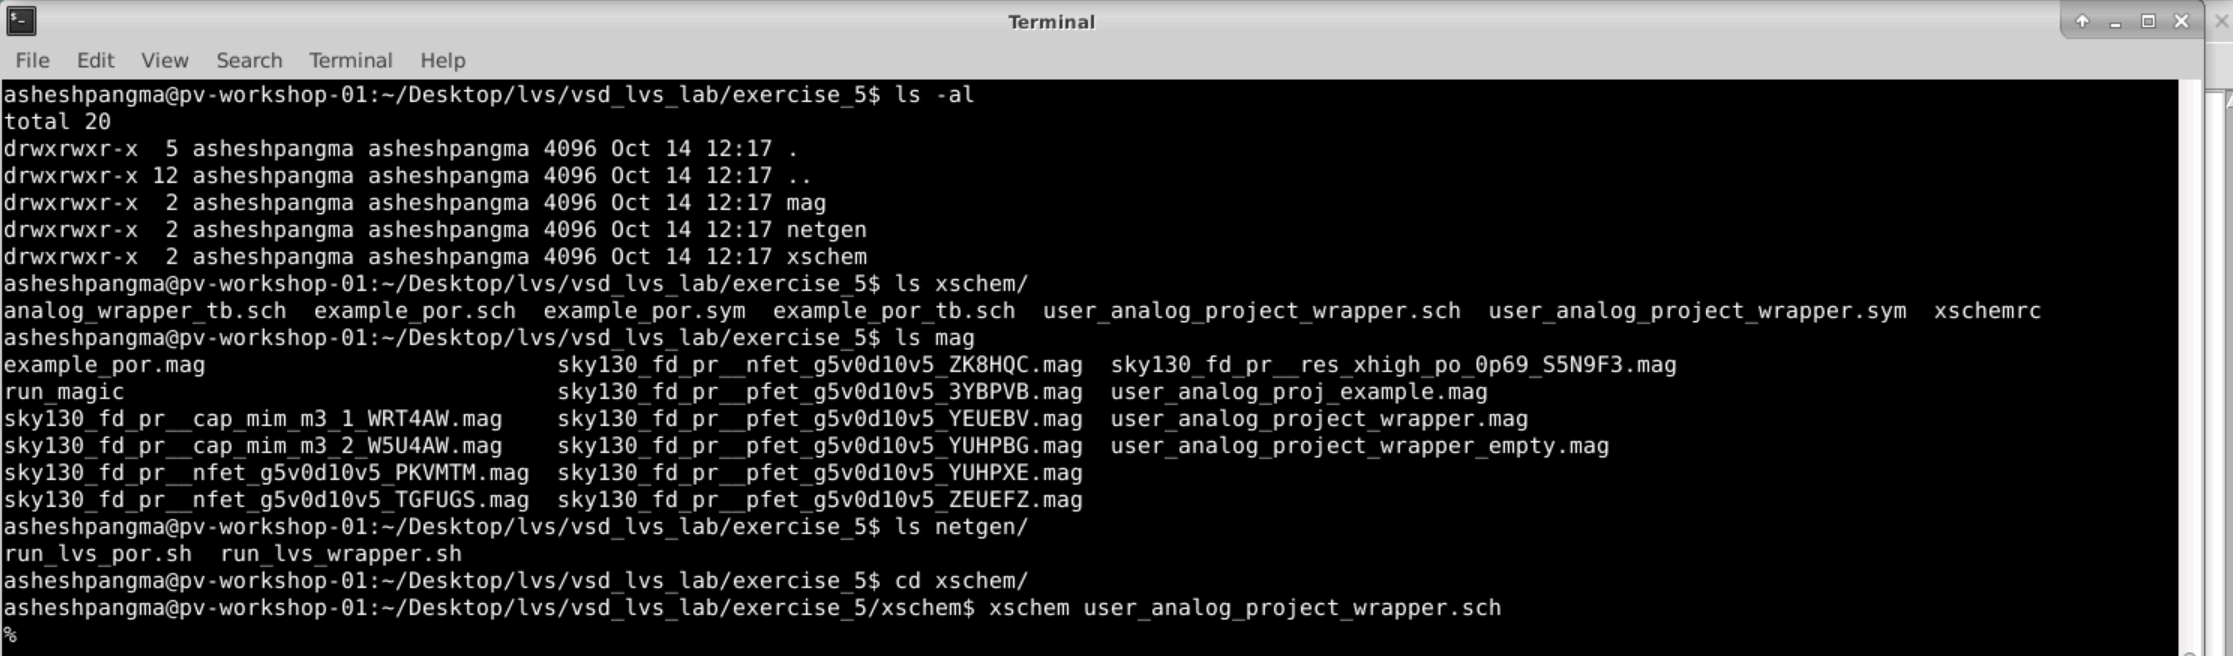 Terminal
File Edit View Search Terminal Help
asheshpangma@pv-workshop-01:~/Desktop/lvs/vsd_lvs_lab/exercise_5$ ls -al
total 20
drwxrwxr-x  5 asheshpangma asheshpangma 4096 Oct 14 12:17 .
drwxrwxr-x 12 asheshpangma asheshpangma 4096 Oct 14 12:17 ..
drwxrwxr-x  2 asheshpangma asheshpangma 4096 Oct 14 12:17 mag
drwxrwxr-x  2 asheshpangma asheshpangma 4096 Oct 14 12:17 netgen
drwxrwxr-x  2 asheshpangma asheshpangma 4096 Oct 14 12:17 xschem
asheshpangma@pv-workshop-01:~/Desktop/lvs/vsd_lvs_lab/exercise_5$ ls xschem/
analog_wrapper_tb.sch  example_por.sch  example_por.sym  example_por_tb.sch  user_analog_project_wrapper.sch  user_analog_project_wrapper.sym  xschemrc
asheshpangma@pv-workshop-01:~/Desktop/lvs/vsd_lvs_lab/exercise_5$ ls mag
example_por.mag                         sky130_fd_pr__nfet_g5v0d10v5_ZK8HQC.mag  sky130_fd_pr__res_xhigh_po_0p69_S5N9F3.mag
run_magic                               sky130_fd_pr__pfet_g5v0d10v5_3YBPVB.mag  user_analog_proj_example.mag
sky130_fd_pr__cap_mim_m3_1_WRT4AW.mag    sky130_fd_pr__pfet_g5v0d10v5_YEUEBV.mag  user_analog_project_wrapper.mag
sky130_fd_pr__cap_mim_m3_2_W5U4AW.mag    sky130_fd_pr__pfet_g5v0d10v5_YUHPBG.mag  user_analog_project_wrapper_empty.mag
sky130_fd_pr__nfet_g5v0d10v5_PKVMTM.mag  sky130_fd_pr__pfet_g5v0d10v5_YUHPXE.mag
sky130_fd_pr__nfet_g5v0d10v5_TGFUGS.mag  sky130_fd_pr__pfet_g5v0d10v5_ZEUEFZ.mag
asheshpangma@pv-workshop-01:~/Desktop/lvs/vsd_lvs_lab/exercise_5$ ls netgen/
run_lvs_por.sh  run_lvs_wrapper.sh
asheshpangma@pv-workshop-01:~/Desktop/lvs/vsd_lvs_lab/exercise_5$ cd xschem/
asheshpangma@pv-workshop-01:~/Desktop/lvs/vsd_lvs_lab/exercise_5/xschem$ xschem user_analog_project_wrapper.sch
%